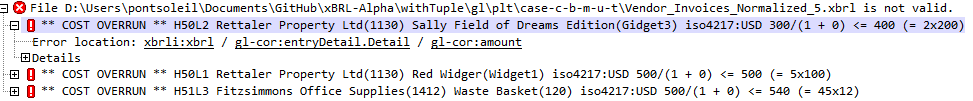 File D:\Users\pontsoleil\Documents\GitHub\xBRL-Alpha\withTuple\gl\plt\case-c-b-m-u-t\Vendor_Invoices_Normalized_5.xbrl is not valid.
** COST OVERRUN ** H50L2 Rettaler Property Ltd(1130) Sally Field of Dreams Edition(Gidget3) iso4217:USD 300/(1 + 0) <= 400 (= 2x200)
Error location: xbrli:xbrl / gl-cor:entryDetail.Detail / gl-cor:amount
Details
** COST OVERRUN ** H50L1 Rettaler Property Ltd(1130) Red Widger(Widget1) iso4217:USD 500/(1 + 0) <= 500 (= 5x100)
** COST OVERRUN ** H51L3 Fitzsimmons Office Supplies(1412) Waste Basket(120) iso4217:USD 500/(1 + 0) <= 540 (= 45x12)